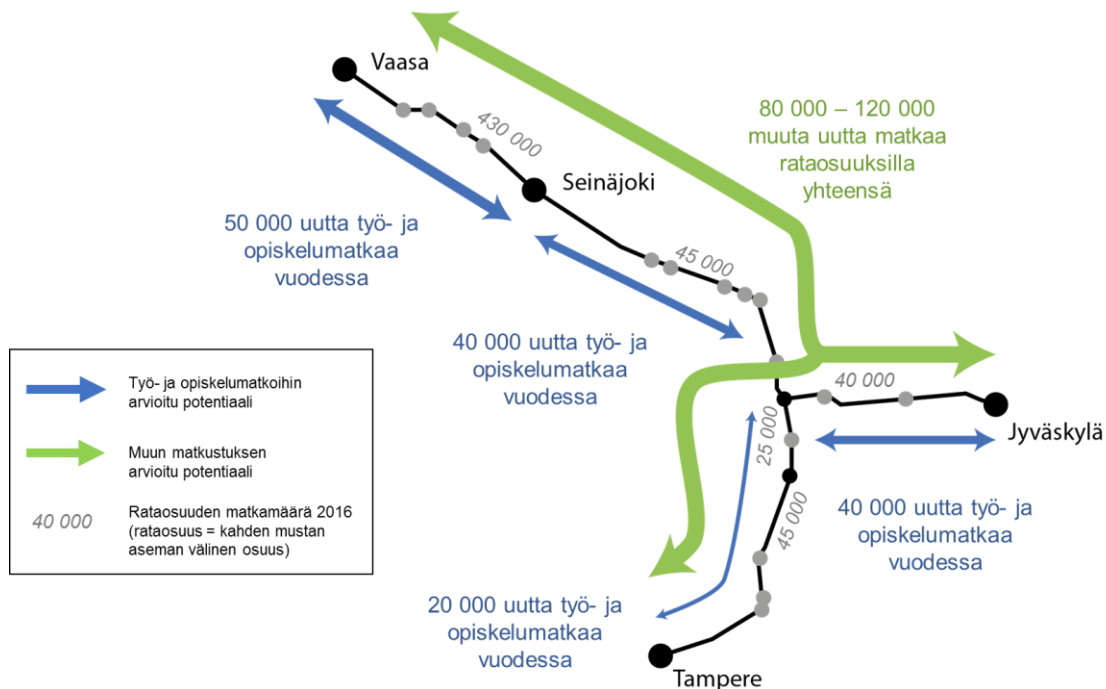 Vaasa
430 000
Seinäjoki
80 000 – 120 000
muuta uutta matkaa
rataosuuksilla
yhteensä
50 000 uutta työ- ja
opiskelumatkaa
vuodessa
45 000
40 000 uutta työ- ja
opiskelumatkaa
vuodessa
40 000
Jyväskylä
25 000
45 000
40 000 uutta työ- ja
opiskelumatkaa
vuodessa
20 000 uutta työ- ja
opiskelumatkaa
vuodessa
Tampere
Työ- ja opiskelumatkoihin
arvioitu potentiaali
Muun matkustuksen
arvioitu potentiaali
40 000
Rataosuuden matkamäärä 2016
(rataosuus = kahden mustan
aseman välinen osuus)